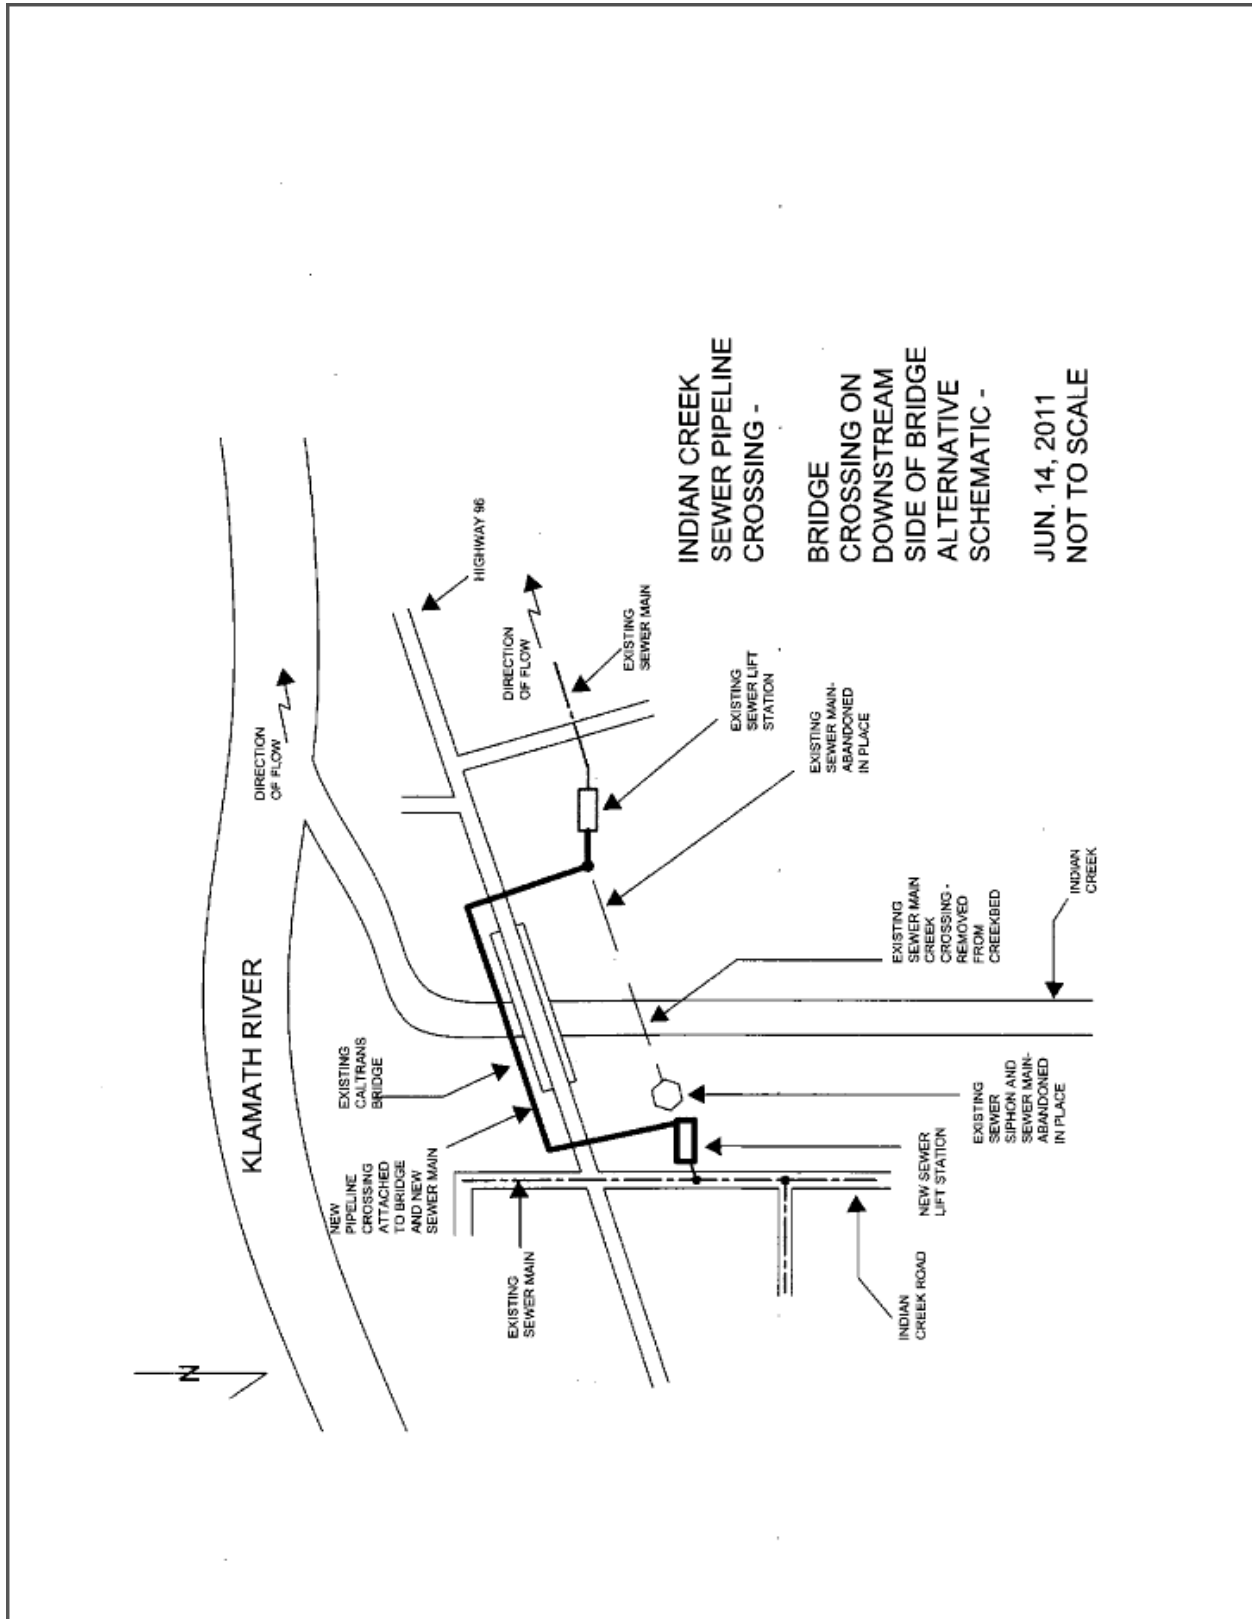 KLAMATH RIVER
DIRECTION
OF FLOW
N
NEW
PIPELINE
CROSSING
ATTACHED
TO BRIDGE
AND NEW
SEWER MAIN
EXISTING
CALTRANS
BRIDGE
HIGHWAY 96
EXISTING
SEWER MAIN
DIRECTION
OF FLOW
EXISTING
SEWER MAIN
EXISTING
SEWER LIFT
STATION
EXISTING
SEWER MAIN-
ABANDONED
IN PLACE
EXISTING
SEWER MAIN
CREEK
CROSSING -
REMOVED
FROM
CREEKBED
INDIAN
CREEK
EXISTING
SEWER
SIPHON AND
SEWER MAIN-
ABANDONED
IN PLACE
NEW SEWER
LIFT STATION
INDIAN
CREEK ROAD
INDIAN CREEK
SEWER PIPELINE
CROSSING -
BRIDGE
CROSSING ON
DOWNSTREAM
SIDE OF BRIDGE
ALTERNATIVE
SCHEMATIC -
JUN. 14, 2011
NOT TO SCALE